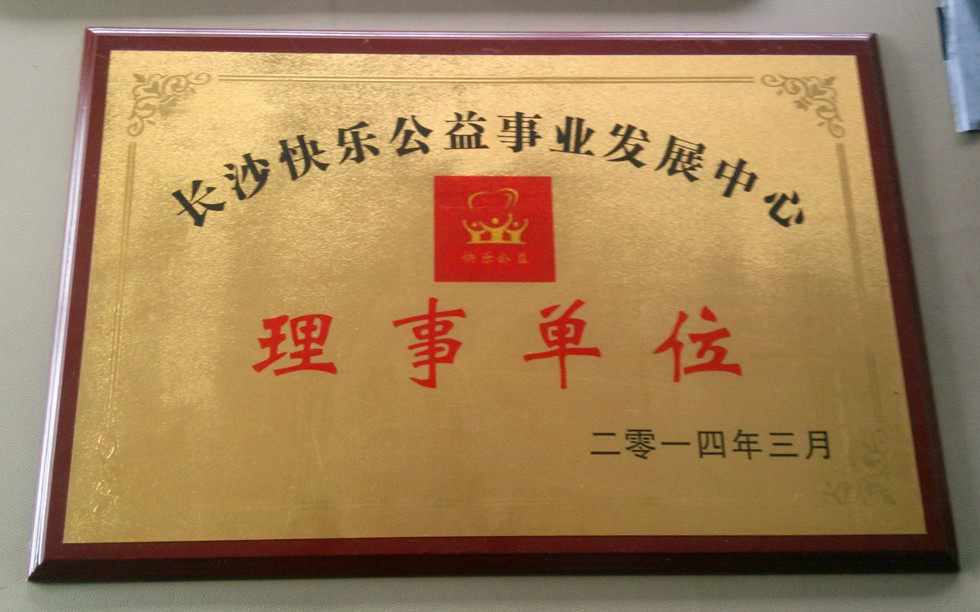 长沙快乐公益事业发展中心
快乐公益
理事单位
二零一四年三月